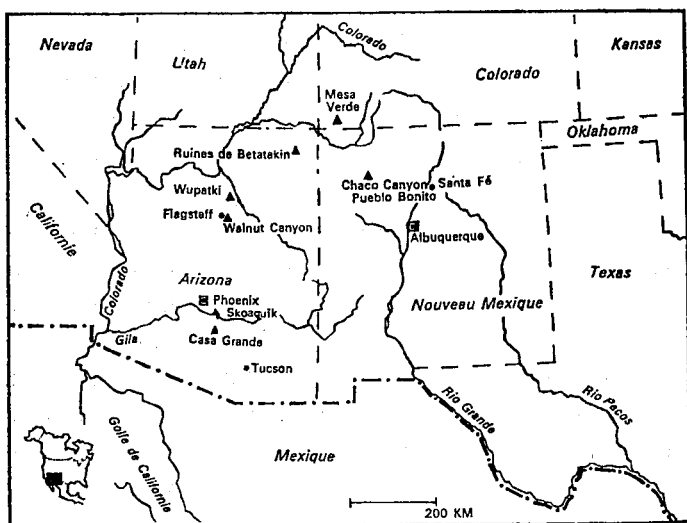 Nevada
Utah
Colorado
Colorado
Kansas
Mesa
Verde
Oklahoma
Ruines de Betatakin
Wupatki
Chaco Canyon
Pueblo Bonito
Santa Fé
Flagstaff
Walnut Canyon
Albuquerque
Californie
Texas
Colorado
Arizona
Phoenix
Skoaquik
Nouveau Mexique
Gila
Casa Grande
Tucson
Rio Grande
Rio Pecos
Golfe de Californie
Mexique
200 KM